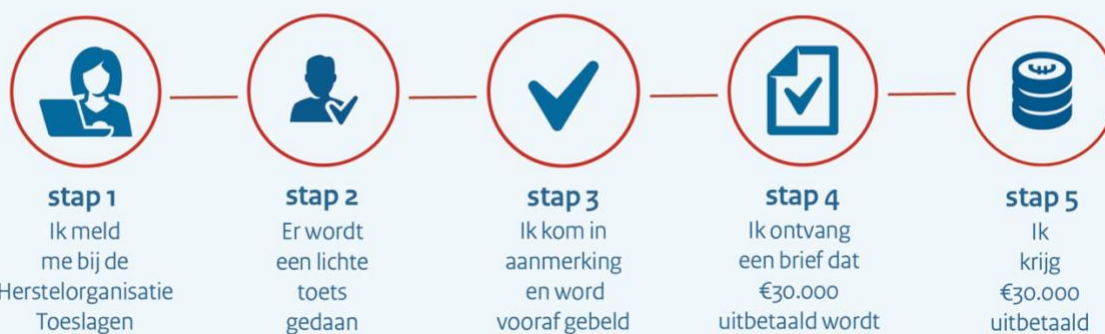 stap 1
Ik meld
me bij de
Herstelorganisatie
Toeslagen
stap 2
Er wordt
een lichte
toets
gedaan
stap 3
Ik kom in
aanmerking
en word
vooraf gebeld
stap 4
Ik ontvang
een brief dat
€30.000
uitbetaald wordt
stap 5
Ik
krijg
€30.000
uitbetaald